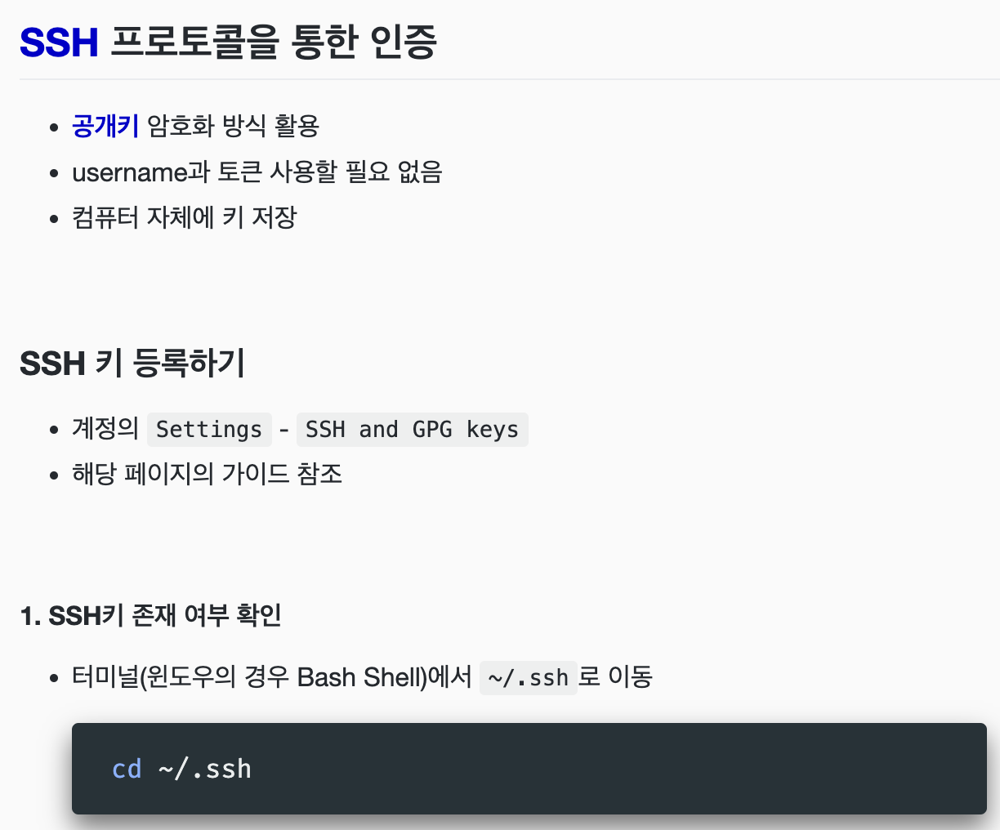 SSH 프로토콜을 통한 인증
• 공개키 암호화 방식 활용
• username과 토큰 사용할 필요 없음
• 컴퓨터 자체에 키 저장
SSH 키 등록하기
• 계정의 Settings - SSH and GPG keys
• 해당 페이지의 가이드 참조
1. SSH키 존재 여부 확인
• 터미널(윈도우의 경우 Bash Shell)에서 ~/.ssh로 이동
cd ~/.ssh